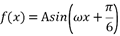 f(x) = Asin(ωx + π/6)